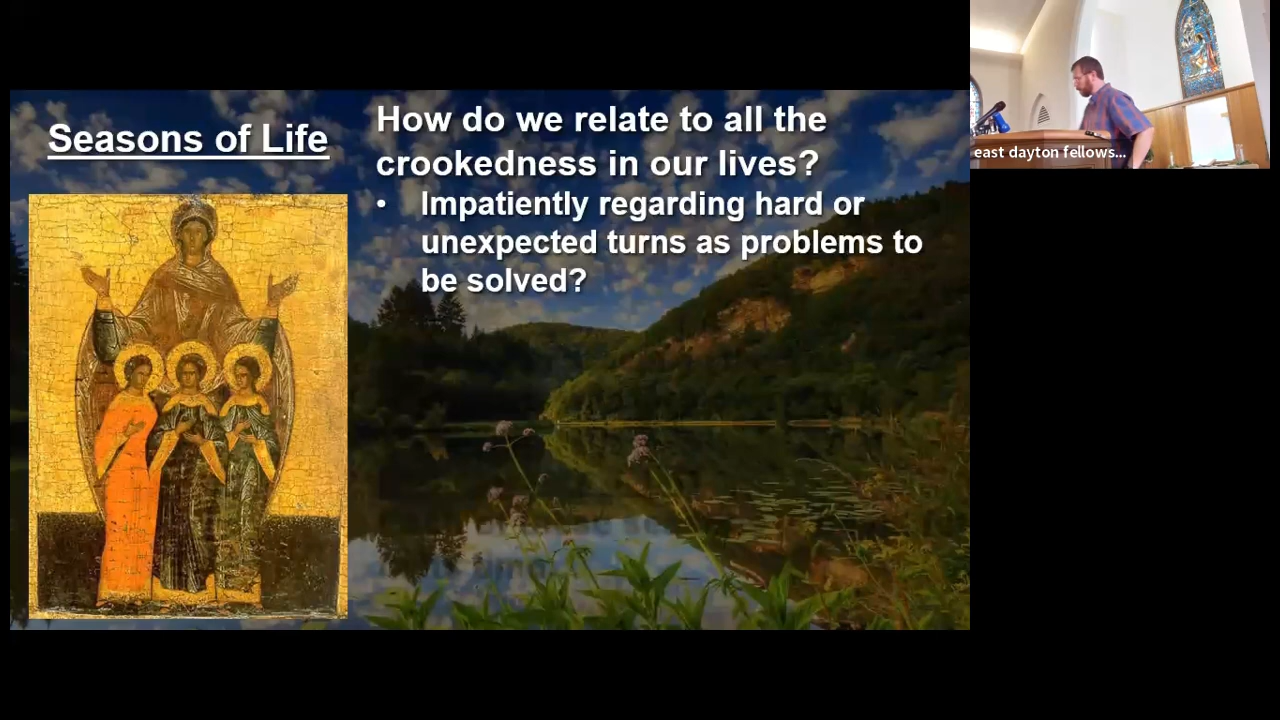 Seasons of Life
How do we relate to all the
crookedness in our lives?
• Impatiently regarding hard or
unexpected turns as problems to
be solved?
east dayton fellows...